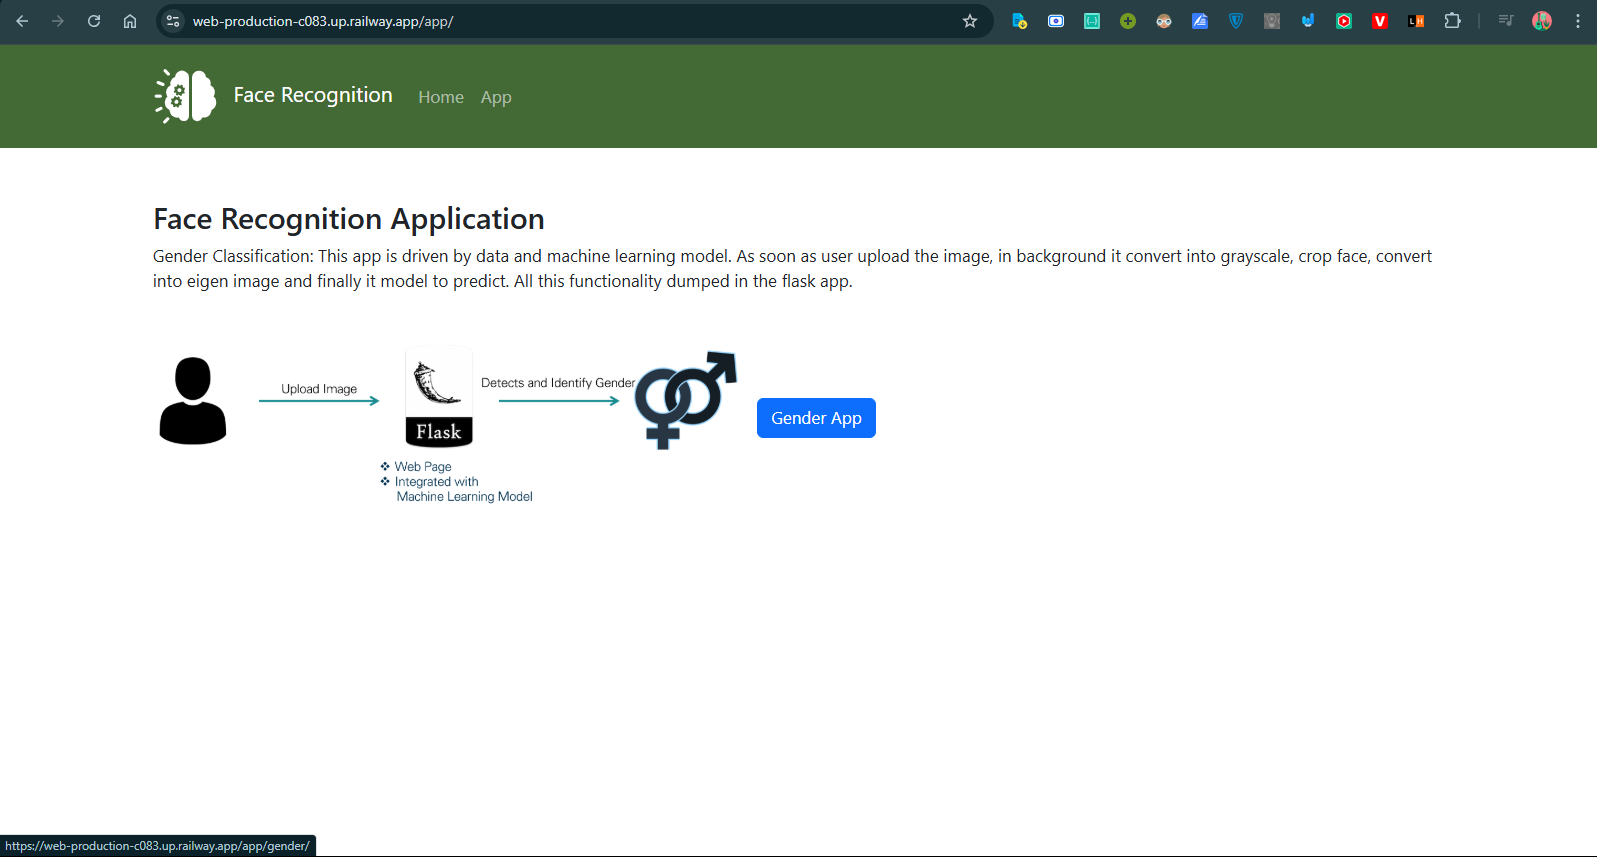 web-production-c083.up.railway.app/app/
Face Recognition Home App
Face Recognition Application
Gender Classification: This app is driven by data and machine learning model. As soon as user upload the image, in background it convert into grayscale, crop face, convert
into eigen image and finally it model to predict. All this functionality dumped in the flask app.
Upload Image
Flask
Detects and Identify Gender
❖ Web Page
❖ Integrated with
Machine Learning Model
Gender App
https://web-production-c083.up.railway.app/app/gender/